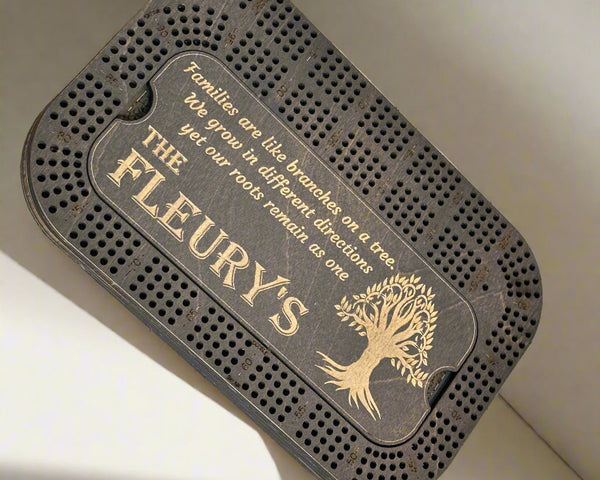 Families are like branches on a tree.
We grow in different directions
yet our roots remain as one
THE
FLEURY'S